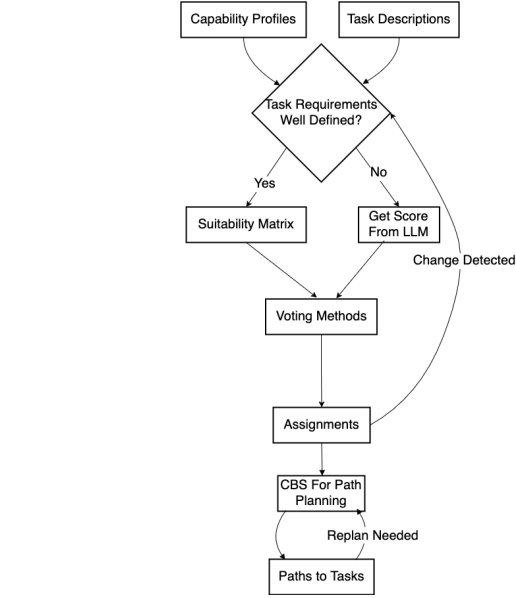 Capability Profiles
Task Descriptions
Task Requirements
Well Defined?
Yes
No
Suitability Matrix
Get Score
From LLM
Change Detected
Voting Methods
Assignments
CBS For Path
Planning
Replan Needed
Paths to Tasks